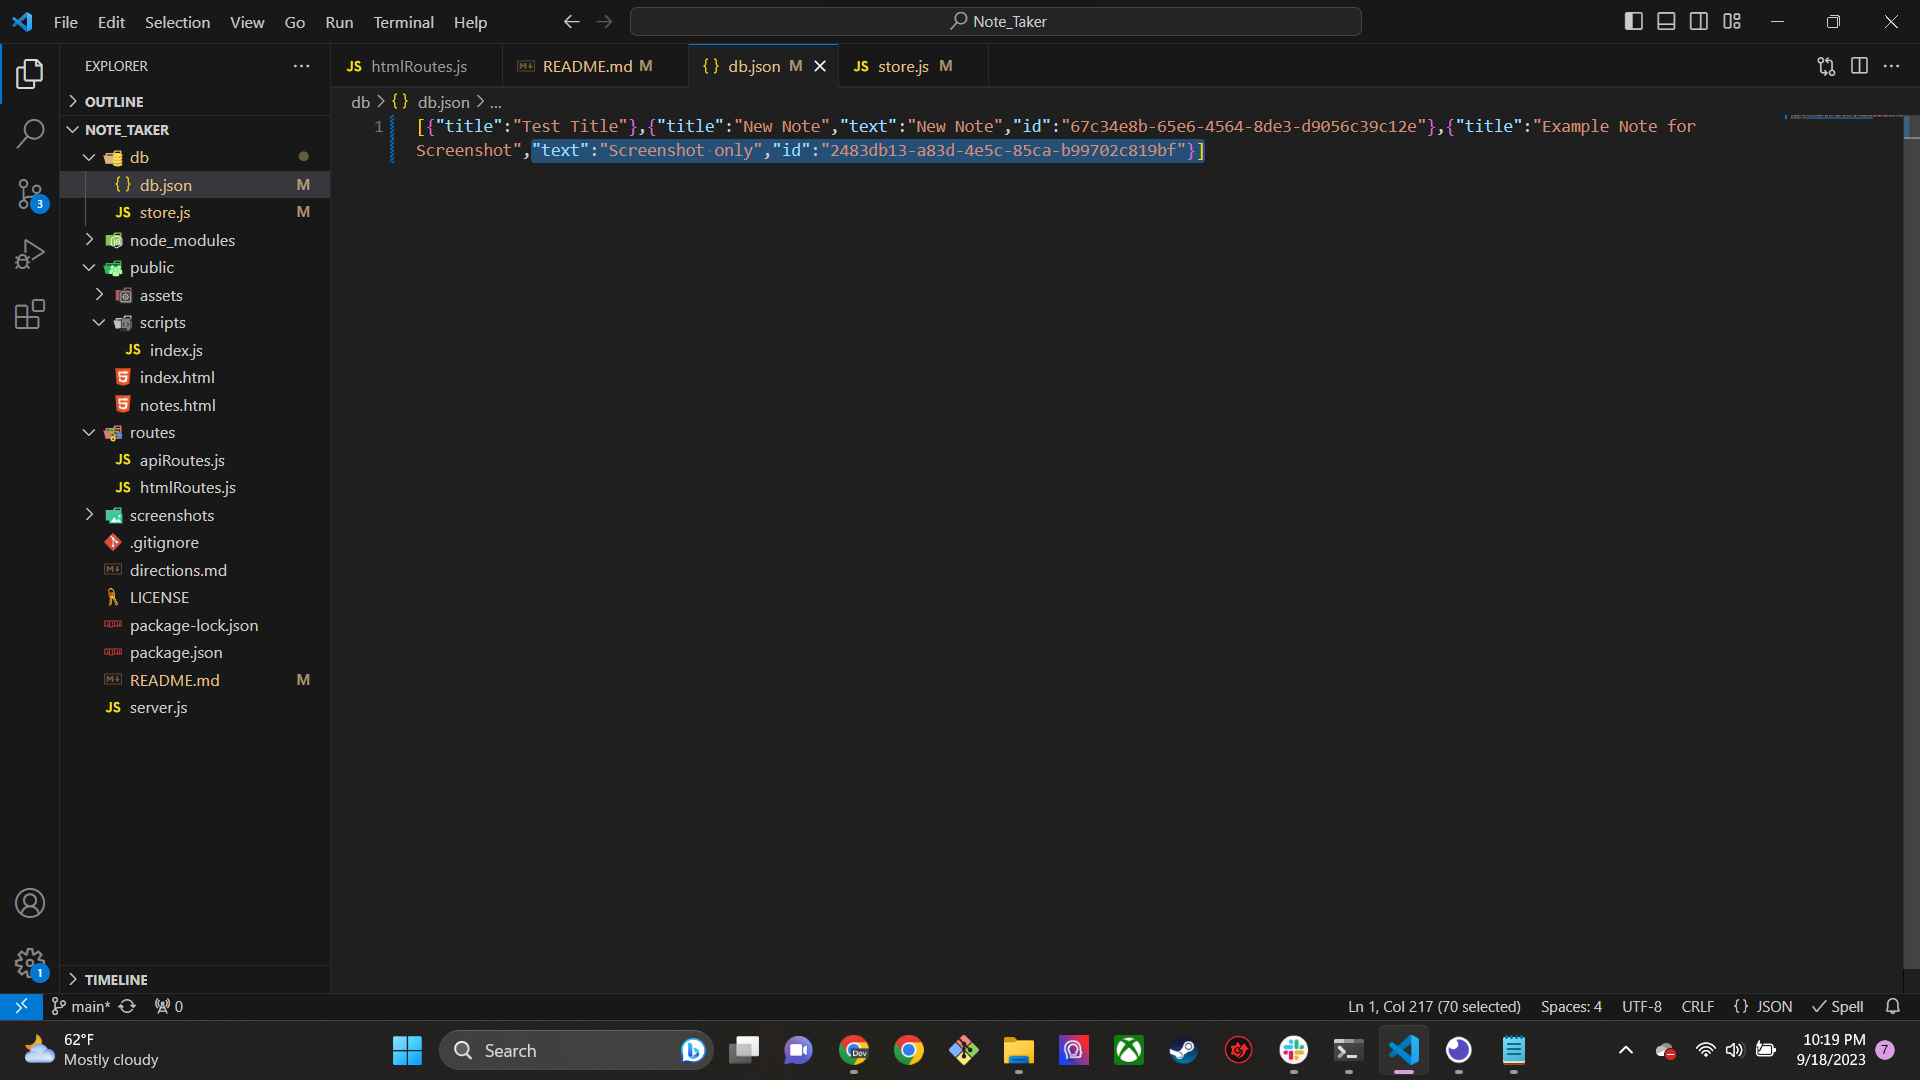 File Edit Selection View Go Run Terminal Help
Note_Taker
EXPLORER
JS htmlRoutes.js
README.md M
{} db.json M
JS store.js M
OUTLINE
db > {} db.json > ...
NOTE_TAKER
1 [{"title":"Test Title"},{"title":"New Note","text":"New Note","id":"67c34e8b-65e6-4564-8de3-d9056c39c12e"},{"title":"Example Note for
Screenshot","text":"Screenshot·only","id":"2483db13-a83d-4e5c-85ca-b99702c819bf"}]
db
{} db.json M
JS store.js M
3
node_modules
public
assets
scripts
JS index.js
index.html
notes.html
routes
JS apiRoutes.js
JS htmlRoutes.js
screenshots
.gitignore
directions.md
LICENSE
package-lock.json
package.json
README.md M
JS server.js
1
TIMELINE
main* 0
Ln 1, Col 217 (70 selected) Spaces: 4 UTF-8 CRLF {} JSON Spell
62°F
Mostly cloudy
Search
Dev
10:19 PM
9/18/2023
7